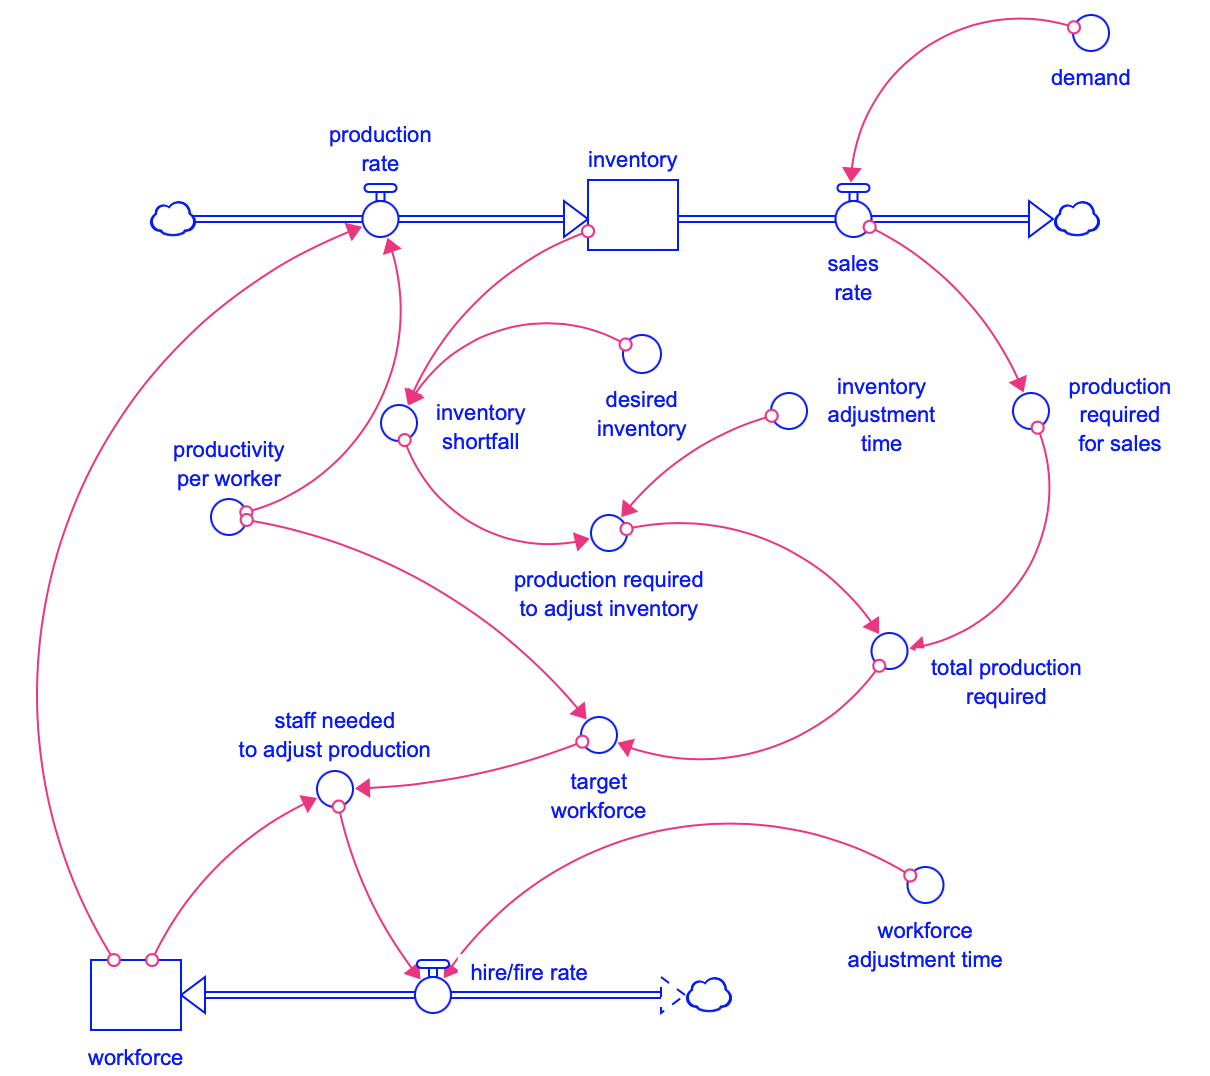 demand
production
rate
inventory
sales
rate
desired
inventory
inventory
adjustment
time
production
required
for sales
inventory
shortfall
productivity
per worker
production required
to adjust inventory
total production
required
staff needed
to adjust production
target
workforce
workforce
adjustment time
hire/fire rate
workforce